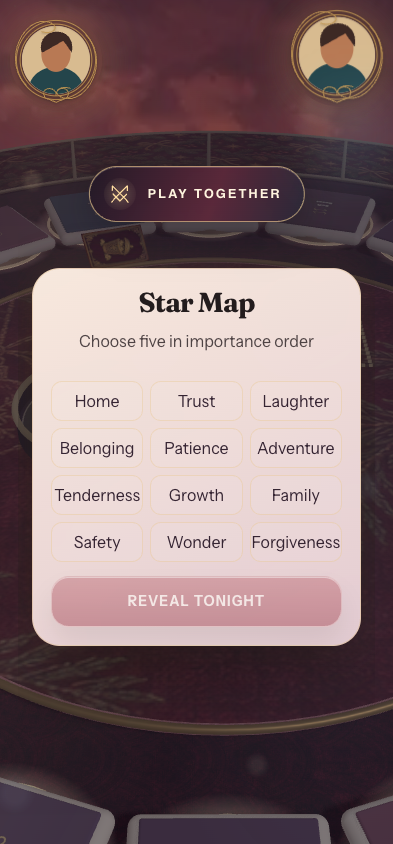 PLAY TOGETHER
Star Map
Choose five in importance order
Home Trust Laughter
Belonging Patience Adventure
Tenderness Growth Family
Safety Wonder Forgiveness
REVEAL TONIGHT